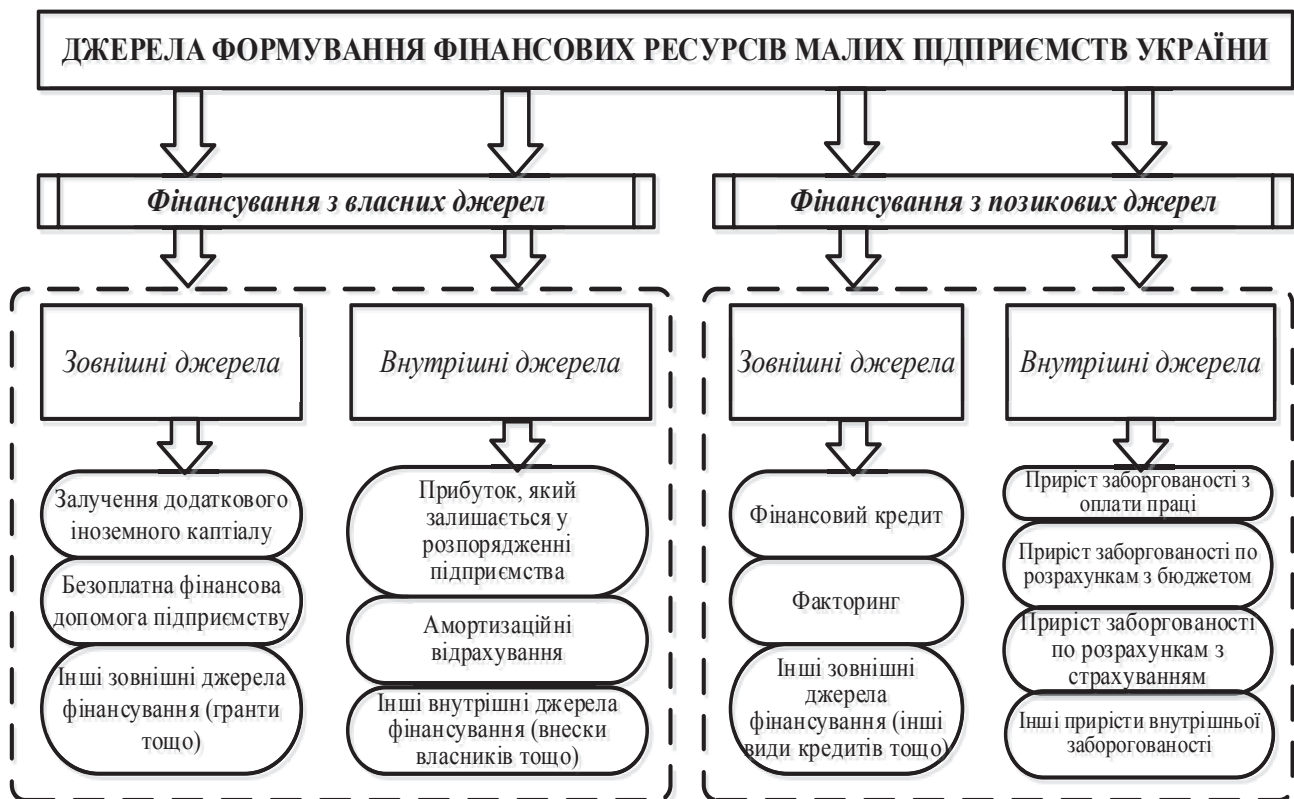 ДЖЕРЕЛА ФОРМУВАННЯ ФІНАНСОВИХ РЕСУРСІВ МАЛИХ ПІДПРИЄМСТВ УКРАЇНИ
Фінансування з власних джерел
Фінансування з позикових джерел
Зовнішні джерела
Внутрішні джерела
Зовнішні джерела
Внутрішні джерела
Залучення додаткового
іноземного каптіалу
Безоплатна фінансова
допомога підприємству
Інші зовнішні джерела
фінансування (гранти
тощо)
Прибуток, який
залишається у
розпорядженні
підприємства
Амортизаційні
відрахування
Інші внутрішні джерела
фінансування (внески
власників тощо)
Фінансовий кредит
Факторинг
Інші зовнішні
джерела
фінансування (інші
види кредитів тощо)
Приріст заборгованості з
оплати праці
Приріст заборгованості по
розрахункам з бюджетом
Приріст заборгованості
по розрахункам з
страхуванням
Інші прирісти внутрішньої
заборогованості